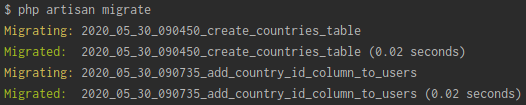 $ php artisan migrate
Migrating: 2020_05_30_090450_create_countries_table
Migrated:  2020_05_30_090450_create_countries_table (0.02 seconds)
Migrating: 2020_05_30_090735_add_country_id_column_to_users
Migrated:  2020_05_30_090735_add_country_id_column_to_users (0.02 seconds)